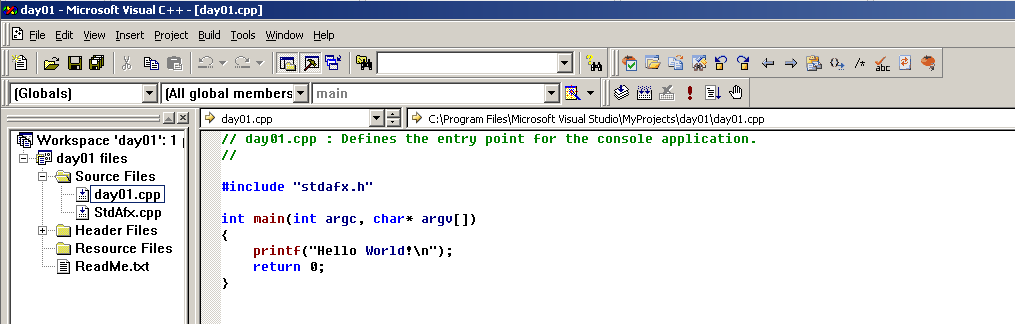 day01 - Microsoft Visual C++ - [day01.cpp]
File Edit View Insert Project Build Tools Window Help
(Globals) (All global members main
day01.cpp C:\Program Files\Microsoft Visual Studio\MyProjects\day01\day01.cpp
Workspace 'day01': 1 p
day01 files
Source Files
day01.cpp
StdAfx.cpp
Header Files
Resource Files
ReadMe.txt
// day01.cpp : Defines the entry point for the console application.
//
#include "stdafx.h"
int main(int argc, char* argv[])
{
printf("Hello World!\n");
return 0;
}